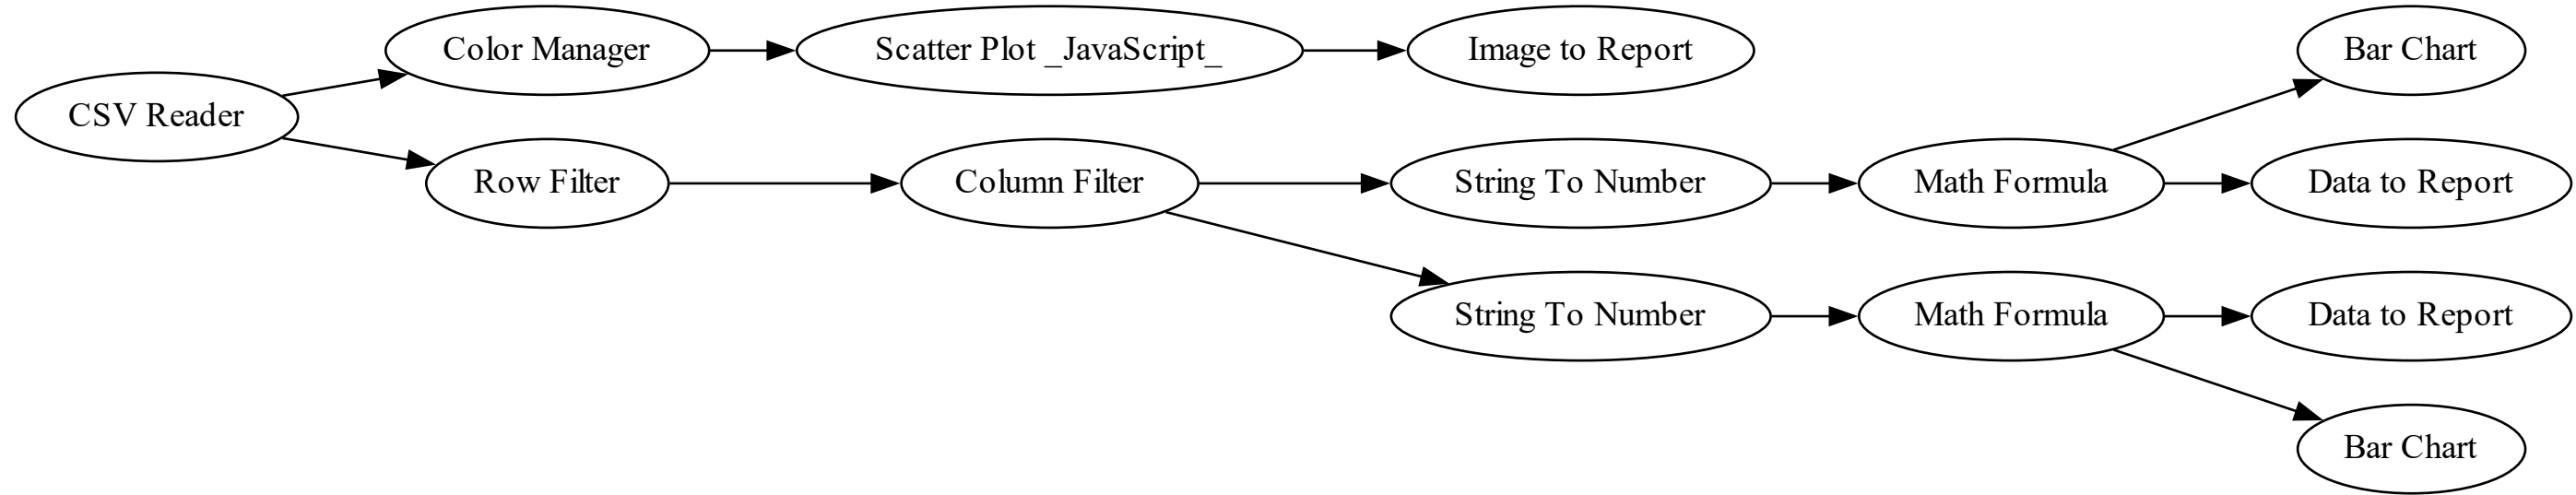 Color Manager
Scatter Plot _JavaScript_
Image to Report
Bar Chart
CSV Reader
Row Filter
Column Filter
String To Number
Math Formula
Data to Report
String To Number
Math Formula
Data to Report
Bar Chart